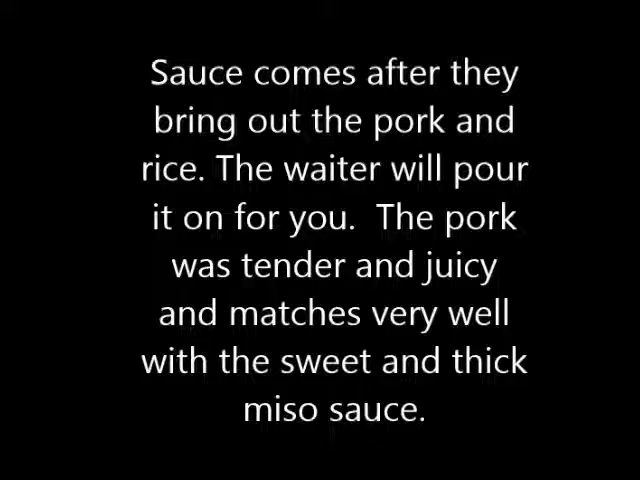 Sauce comes after they
bring out the pork and
rice. The waiter will pour
it on for you.  The pork
was tender and juicy
and matches very well
with the sweet and thick
miso sauce.